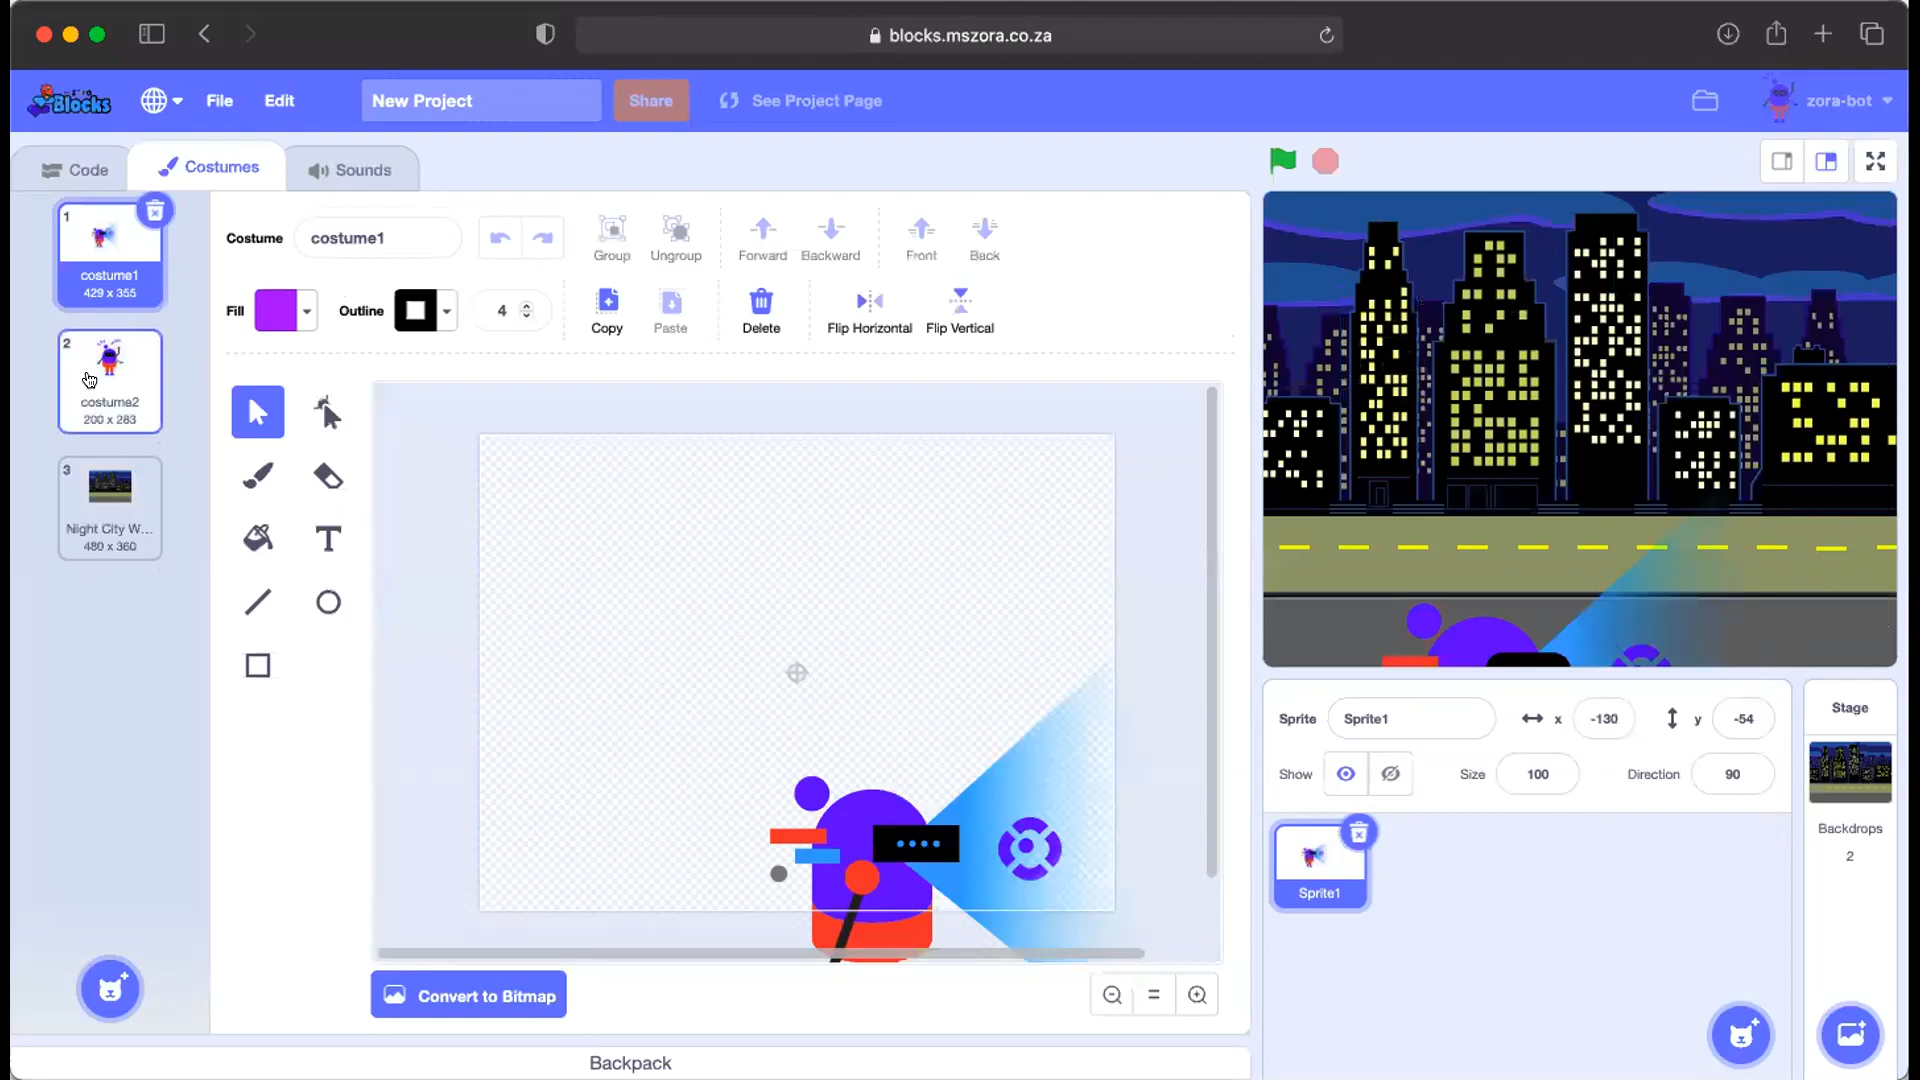 blocks.mszora.co.za
Blocks
File
Edit
New Project
Share
See Project Page
zora-bot
Code
Costumes
Sounds
1
costume1
429 x 355
2
costume2
200 x 283
3
Night City W...
480 x 360
Costume
costume1
Group
Ungroup
Forward
Backward
Front
Back
Fill
Outline
4
Copy
Paste
Delete
Flip Horizontal
Flip Vertical
T
Convert to Bitmap
Backpack
Sprite
Sprite1
x
-130
y
-54
Show
Size
100
Direction
90
Sprite1
Stage
Backdrops
2